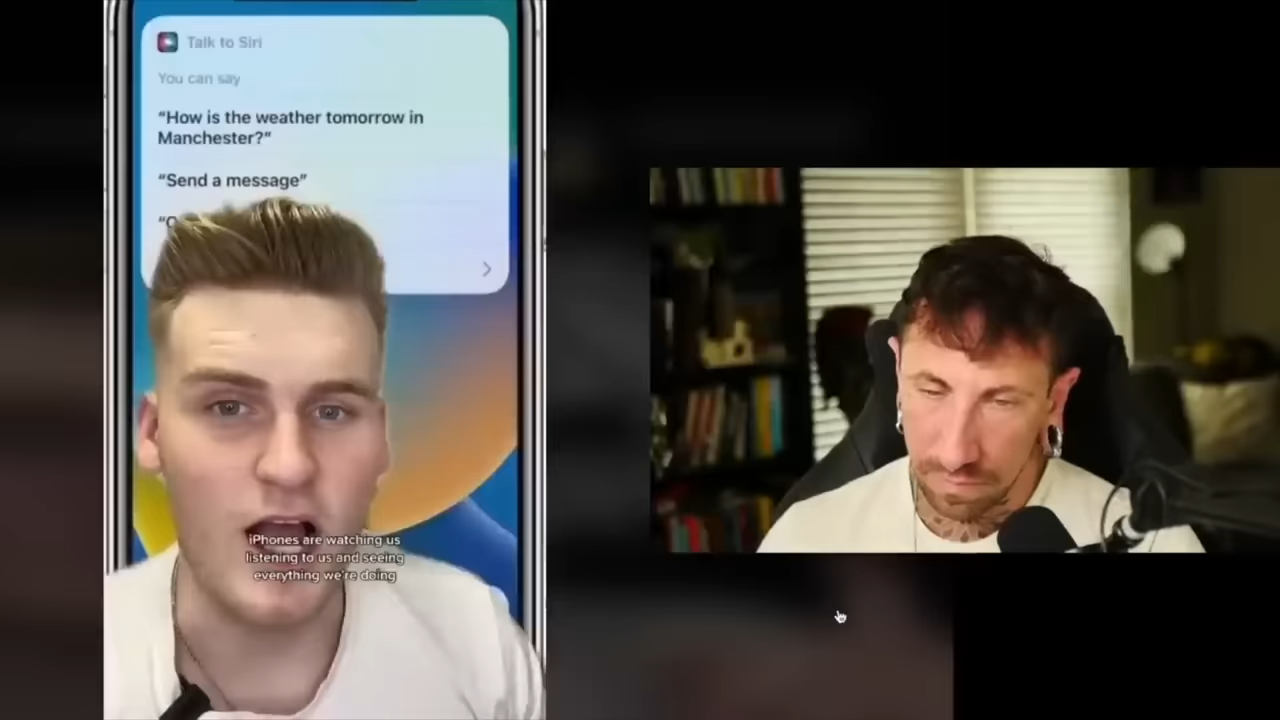 Talk to Siri
You can say
“How is the weather tomorrow in
Manchester?”
“Send a message”
iPhones are watching us
listening to us and seeing
everything we're doing